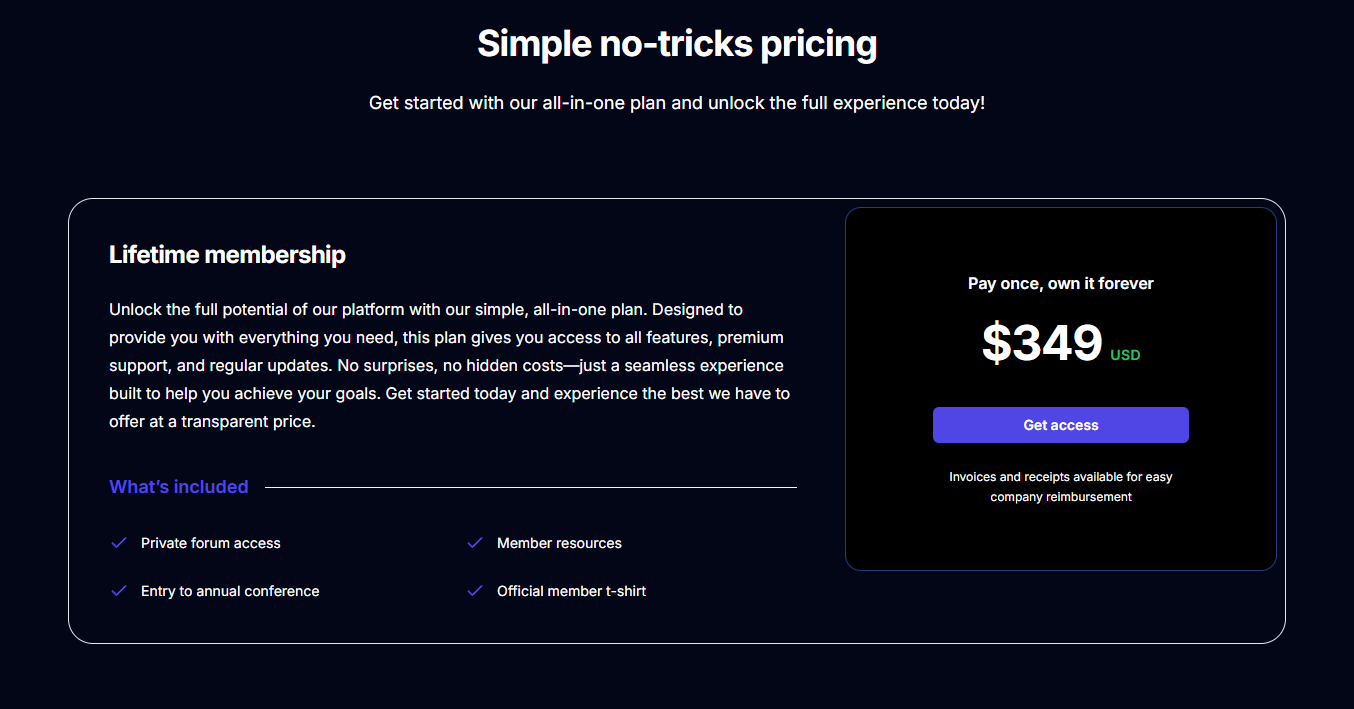 Simple no-tricks pricing
Get started with our all-in-one plan and unlock the full experience today!
Lifetime membership
Unlock the full potential of our platform with our simple, all-in-one plan. Designed to
provide you with everything you need, this plan gives you access to all features, premium
support, and regular updates. No surprises, no hidden costs—just a seamless experience
built to help you achieve your goals. Get started today and experience the best we have to
offer at a transparent price.
What’s included
Private forum access
Member resources
Entry to annual conference
Official member t-shirt
Pay once, own it forever
$349 USD
Get access
Invoices and receipts available for easy
company reimbursement